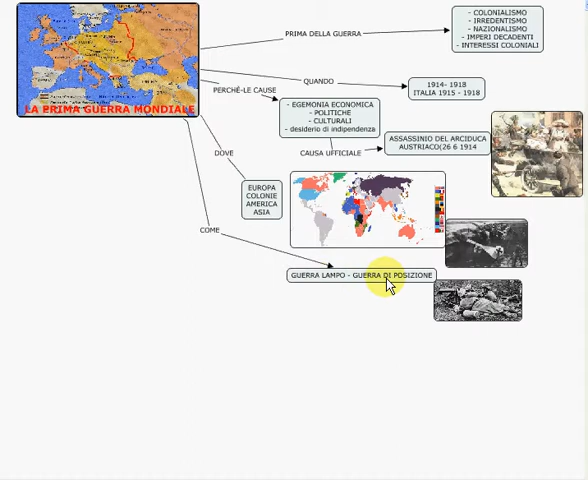 LA PRIMA GUERRA MONDIALE
PRIMA DELLA GUERRA
- COLONIALISMO
- IRREDENTISMO
- NAZIONALISMO
- IMPERI DECADENTI
- INTERESSI COLONIALI
QUANDO
1914- 1918
ITALIA 1915 - 1918
PERCHÉ-LE CAUSE
- EGEMONIA ECONOMICA
- POLITICHE
- CULTURALI
- desiderio di indipendenza
CAUSA UFFICIALE
ASSASSINIO DEL ARCIDUCA
AUSTRIACO(26 6 1914
DOVE
EUROPA
COLONIE
AMERICA
ASIA
COME
GUERRA LAMPO - GUERRA DI POSIZIONE